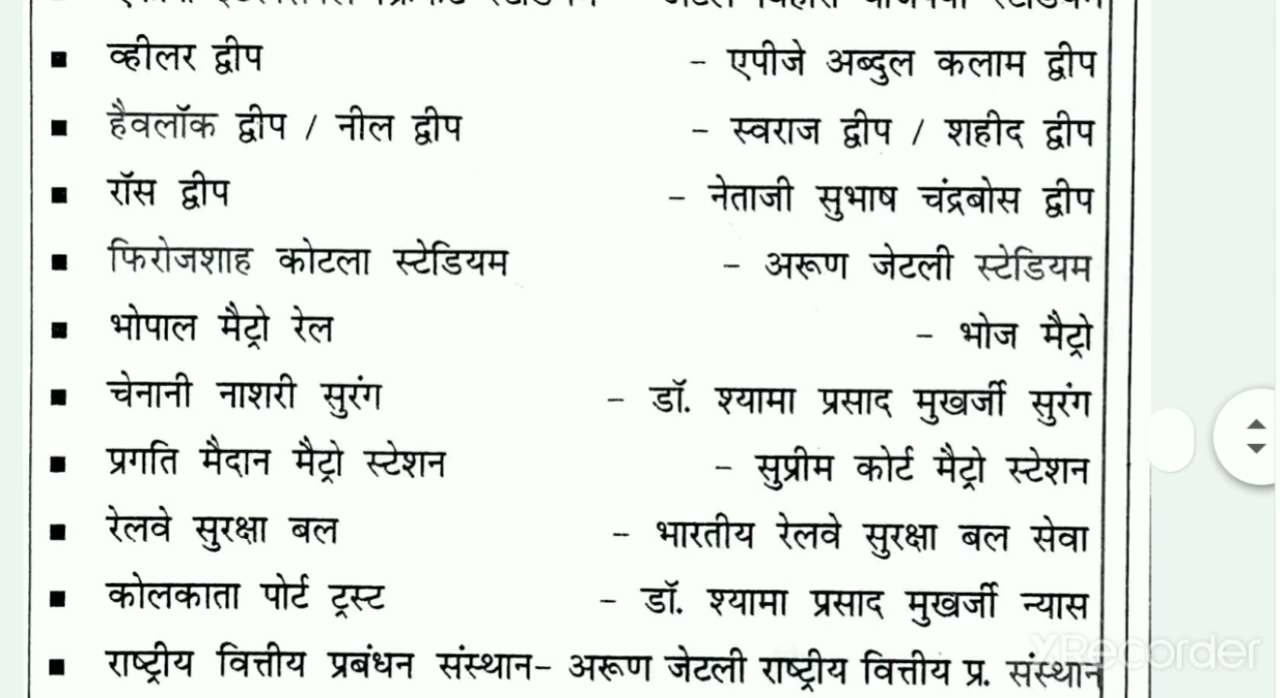 व्हीलर द्वीप – एपीजे अब्दुल कलाम द्वीप
हैवलॉक द्वीप / नील द्वीप – स्वराज द्वीप / शहीद द्वीप
रॉस द्वीप – नेताजी सुभाष चंद्रबोस द्वीप
फिरोजशाह कोटला स्टेडियम – अरूण जेटली स्टेडियम
भोपाल मैट्रो रेल – भोज मैट्रो
चेनानी नाशरी सुरंग – डॉ. श्यामा प्रसाद मुखर्जी सुरंग
प्रगति मैदान मैट्रो स्टेशन – सुप्रीम कोर्ट मैट्रो स्टेशन
रेलवे सुरक्षा बल – भारतीय रेलवे सुरक्षा बल सेवा
कोलकाता पोर्ट ट्रस्ट – डॉ. श्यामा प्रसाद मुखर्जी न्यास
राष्ट्रीय वित्तीय प्रबंधन संस्थान– अरूण जेटली राष्ट्रीय वित्तीय प्र. संस्थान
XRecorder